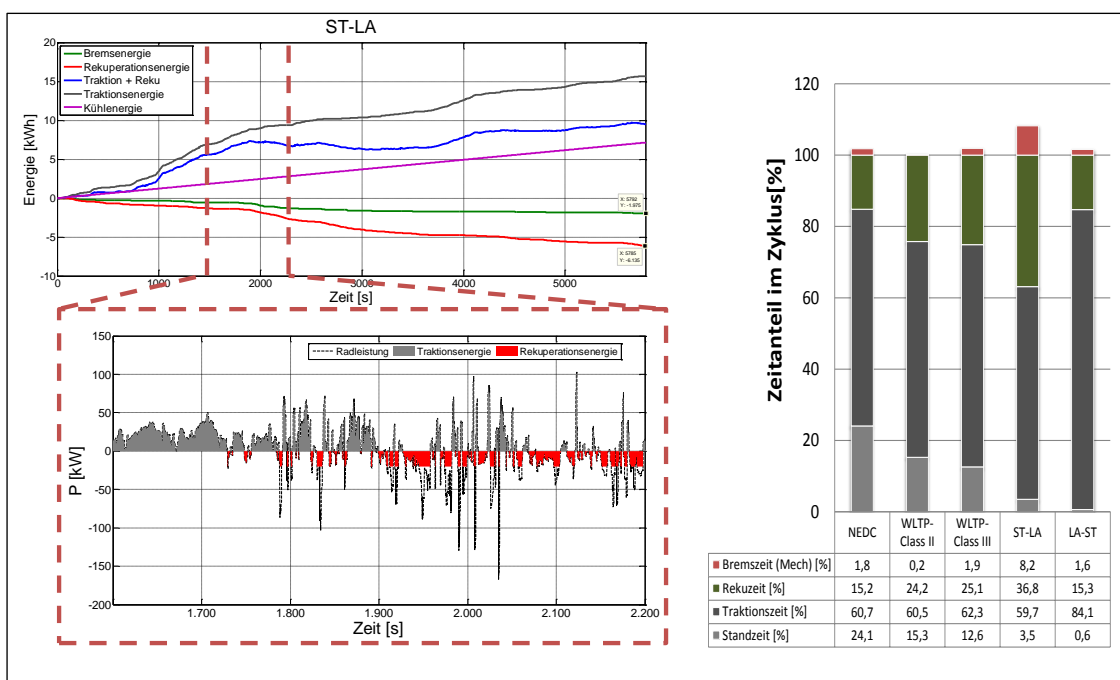 ST-LA
20
15
10
5
0
-5
-10
Energie [kWh]
Bremsenergie
Rekuperationsenergie
Traktion + Reku
Traktionsenergie
Kühlenergie
X: 5792
Y: -1.975
X: 5785
Y: -6.135
0 1000 2000 3000 4000 5000
Zeit [s]
150
100
50
0
-50
-100
-150
-200
P [kW]
Radleistung Traktionsenergie Rekuperationsenergie
1.700 1.800 1.900 2.000 2.100 2.200
Zeit [s]
120
100
80
60
40
20
0
Zeitanteil im Zyklus[%]
NEDC WLTP- WLTP- ST-LA LA-ST
Class II Class III
Bremszeit (Mech) [%] 1,8 0,2 1,9 8,2 1,6
Rekuzeit [%] 15,2 24,2 25,1 36,8 15,3
Traktionszeit [%] 60,7 60,5 62,3 59,7 84,1
Standzeit [%] 24,1 15,3 12,6 3,5 0,6